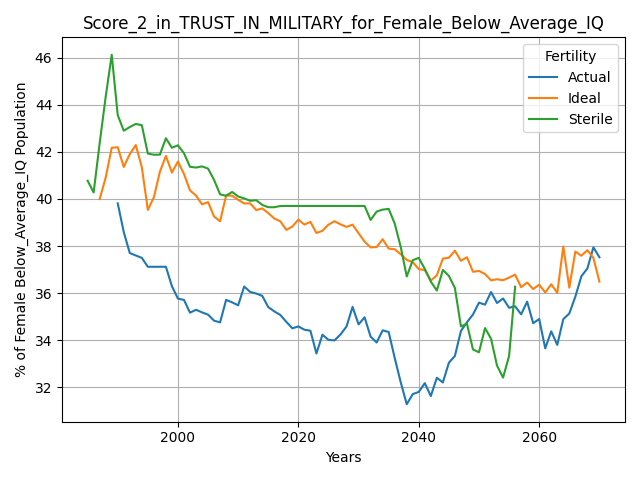 Score_2_in_TRUST_IN_MILITARY_for_Female_Below_Average_IQ
% of Female Below_Average_IQ Population
46
44
42
40
38
36
34
32
Fertility
Actual
Ideal
Sterile
2000
2020
2040
2060
Years